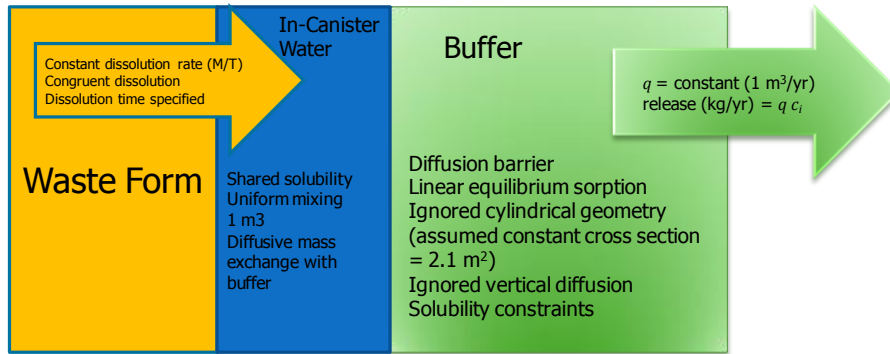 Waste Form
Constant dissolution rate (M/T)
Congruent dissolution
Dissolution time specified
In-Canister
Water
Shared solubility
Uniform mixing
1 m3
Diffusive mass
exchange with
buffer
Buffer
Diffusion barrier
Linear equilibrium sorption
Ignored cylindrical geometry
(assumed constant cross section
= 2.1 m²)
Ignored vertical diffusion
Solubility constraints
q = constant (1 m³/yr)
release (kg/yr) = q cᵢ